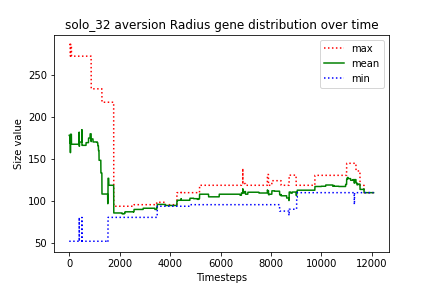 solo_32 aversion Radius gene distribution over time
max
mean
min
Size value
250
200
150
100
50
0
2000
4000
6000
8000
10000
12000
Timesteps